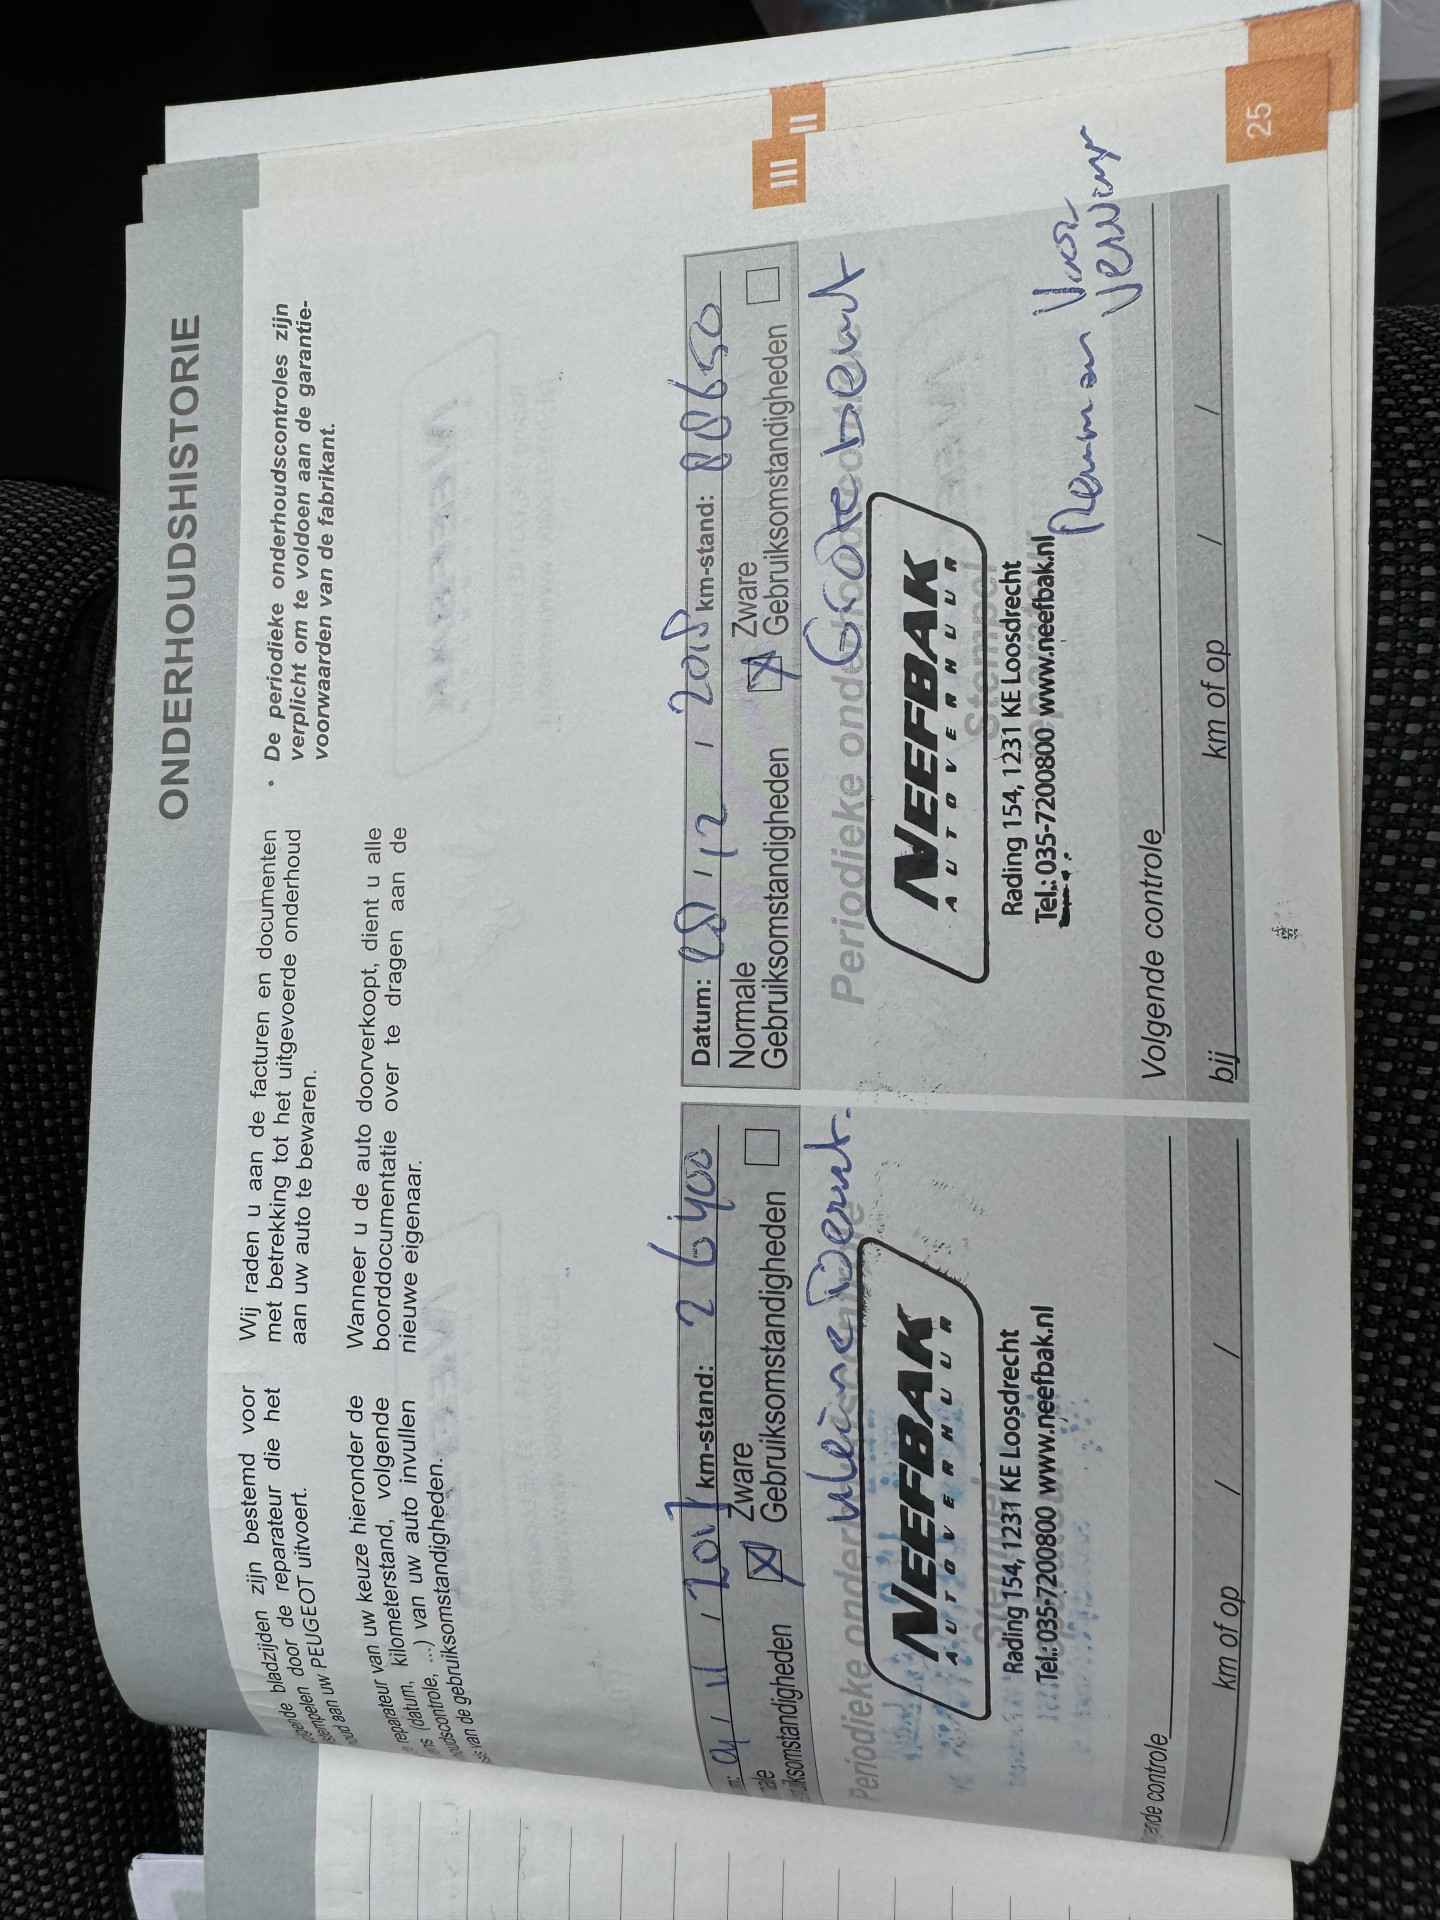 ONDERHOUDSHISTORIE
bladzijden zijn bestemd voor
door de reparateur die het
aan uw PEUGEOT uitvoert.
reparateur van uw keuze hieronder de
(datum, kilometerstand, volgende
...) van uw auto invullen
van de gebruiksomstandigheden.
Wij raden u aan de facturen en documenten
met betrekking tot het uitgevoerde onderhoud
aan uw auto te bewaren.
Wanneer u de auto doorverkoopt, dient u alle
boorddocumentatie over te dragen aan de
nieuwe eigenaar.
• De periodieke onderhoudscontroles zijn
verplicht om te voldoen aan de garantie-
voorwaarden van de fabrikant.
III
II
11 / 2017 km-stand: 26400
Zware
Gebruiksomstandigheden
Periodieke
kleine beurt.
NEEFBAK
AUTOVERHUUR
Rading 154, 1231 KE Loosdrecht
Tel.: 035-7200800 www.neefbak.nl
controle
km of op / /
Datum: / 12 / 2018 km-stand:
Normale
Gebruiksomstandigheden
Zware
Gebruiksomstandigheden
Periodieke
Grote beurt
NEEFBAK
AUTOVERHUUR
Rading 154, 1231 KE Loosdrecht
Tel.: 035-7200800 www.neefbak.nl
Remmen voor
Volgende controle
bij km of op / /
25